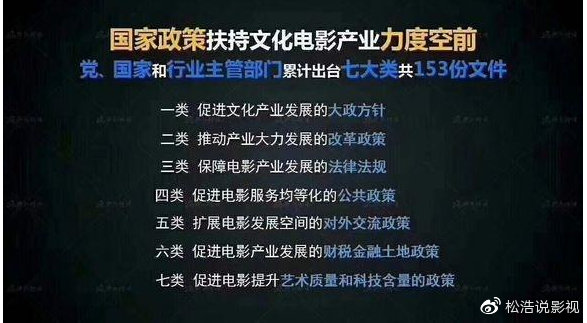 国家政策扶持文化电影产业力度空前
党、国家和行业主管部门累计出台七大类共153份文件
一类 促进文化产业发展的大政方针
二类 推动产业大力发展的改革政策
三类 保障电影产业发展的法律法规
四类 促进电影服务均等化的公共政策
五类 扩展电影发展空间的对外交流政策
六类 促进电影产业发展的财税金融土地政策
七类 促进电影提升艺术质量和科技含量的政策
松浩说影视